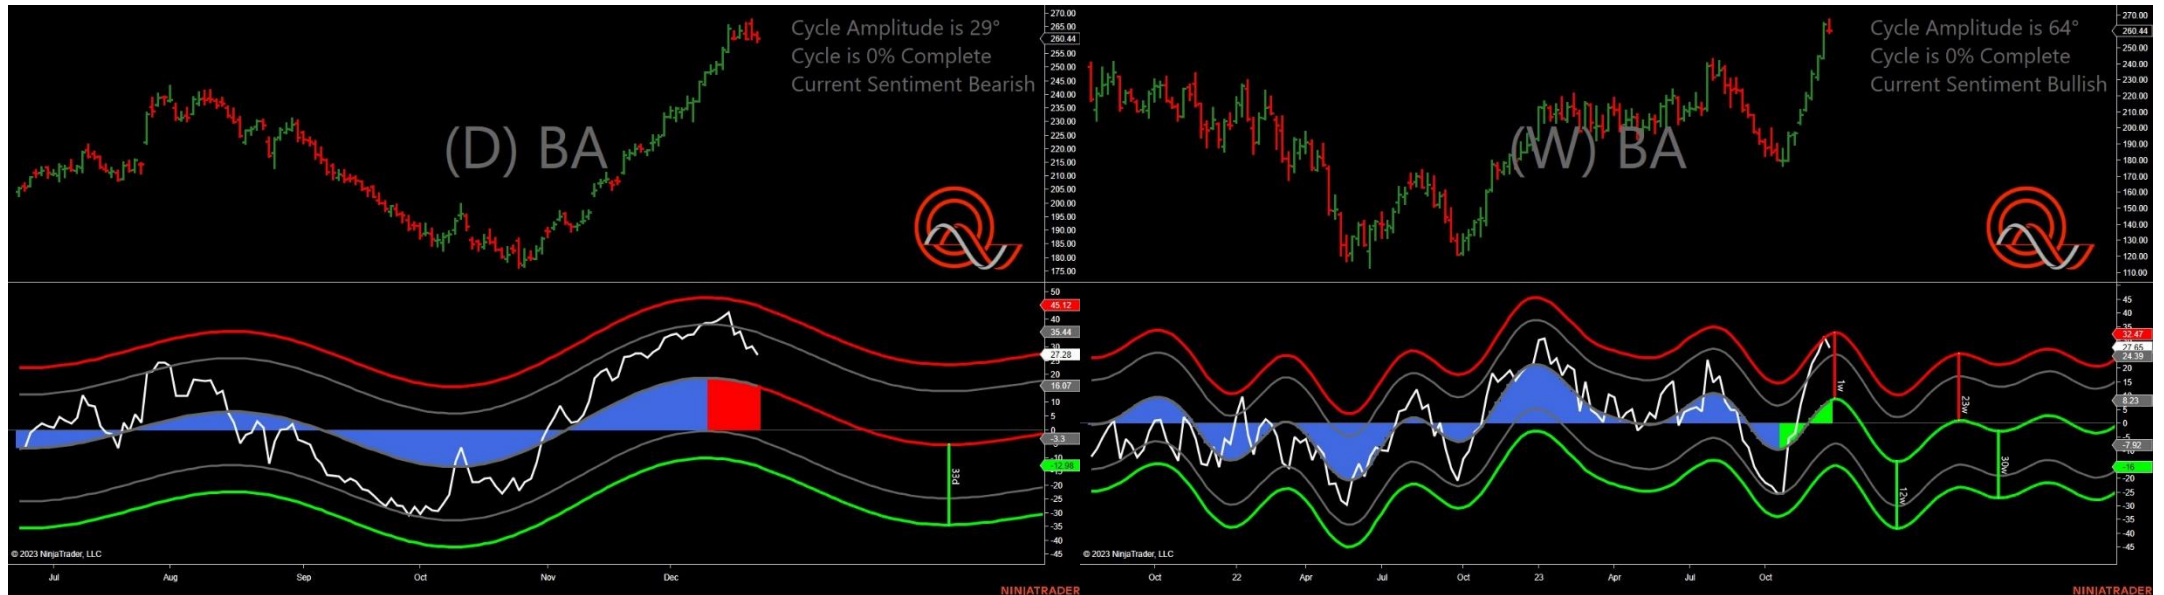 Cycle Amplitude is 29°
Cycle is 0% Complete
Current Sentiment Bearish
(D) BA
270.00
265.00
260.44
255.00
250.00
245.00
240.00
235.00
230.00
225.00
220.00
215.00
210.00
205.00
200.00
195.00
190.00
185.00
180.00
175.00
50
45.12
40
35.44
30
27.28
20
16.07
10
5
0
-3.3
-5
-12.98
-20
-25
-30
-35
-40
-45
33d
© 2023 NinjaTrader, LLC
Jul
Aug
Sep
Oct
Nov
Dec
NINJATRADER
Cycle Amplitude is 64°
Cycle is 0% Complete
Current Sentiment Bullish
(W) BA
270.00
260.44
250.00
240.00
230.00
220.00
210.00
200.00
190.00
180.00
170.00
160.00
150.00
140.00
130.00
120.00
110.00
45
40
35
32.47
27.65
24.39
20
15
10
8.23
5
0
-5
-7.92
-10
-16
-20
-25
-30
-35
-40
-45
1w
23w
12w
30w
© 2023 NinjaTrader, LLC
Oct
22
Apr
Jul
Oct
23
Apr
Jul
Oct
NINJATRADER